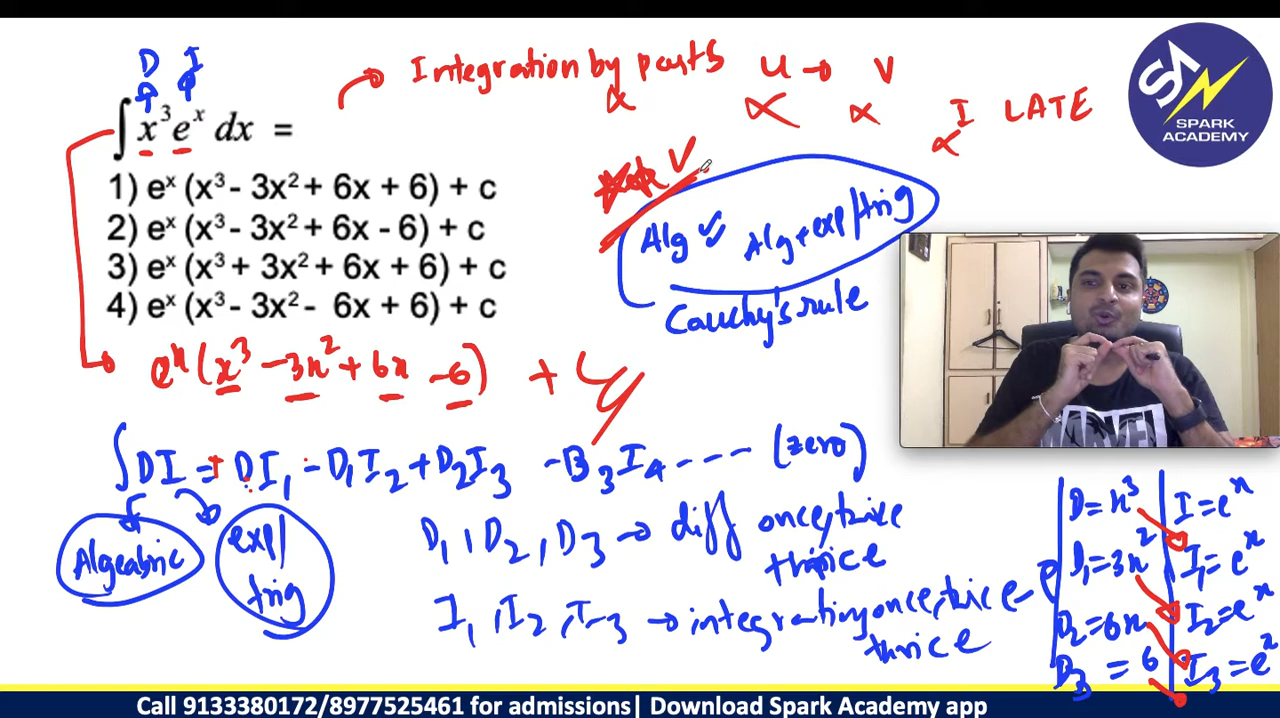 D I
Integration by parts u → v
∝ ∝ ∝
I LATE
∝
SPARK
ACADEMY
∫ x³ eˣ dx =
1) eˣ (x³ - 3x² + 6x + 6) + c
2) eˣ (x³ - 3x² + 6x - 6) + c
3) eˣ (x³ + 3x² + 6x + 6) + c
4) eˣ (x³ - 3x² - 6x + 6) + c
Alg ✓ Alg + exp/trig
Cauchy's rule
MARVEL
eˣ (x³ - 3x² + 6x - 6) +
∫DI = + DI₁ - D₁I₂ + D₂I₃ - D₃I₄ ---- (zero)
Algeabric
exp/
trig
D₁, D₂, D₃ → diff once, twice
thrice
I₁, I₂, I₃ → integrating once, twice
thrice
D = x³ I = eˣ
D₁ = 3x² I₁ = eˣ
D₂ = 6x I₂ = eˣ
D₃ = 6 I₃ = eˣ
Call 9133380172/8977525461 for admissions| Download Spark Academy app